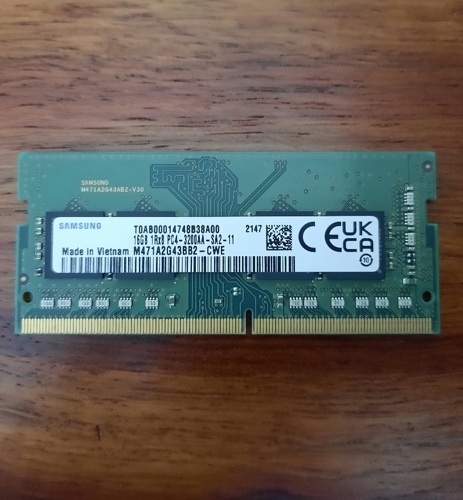 SAMSUNG
M471A2G43AB2-V30
SAMSUNG
T0AB00014748B38A00
2147
16GB 1Rx8 PC4-3200AA-SA2-11
Made in Vietnam M471A2G43BB2-CWE
CE UK
CA
10